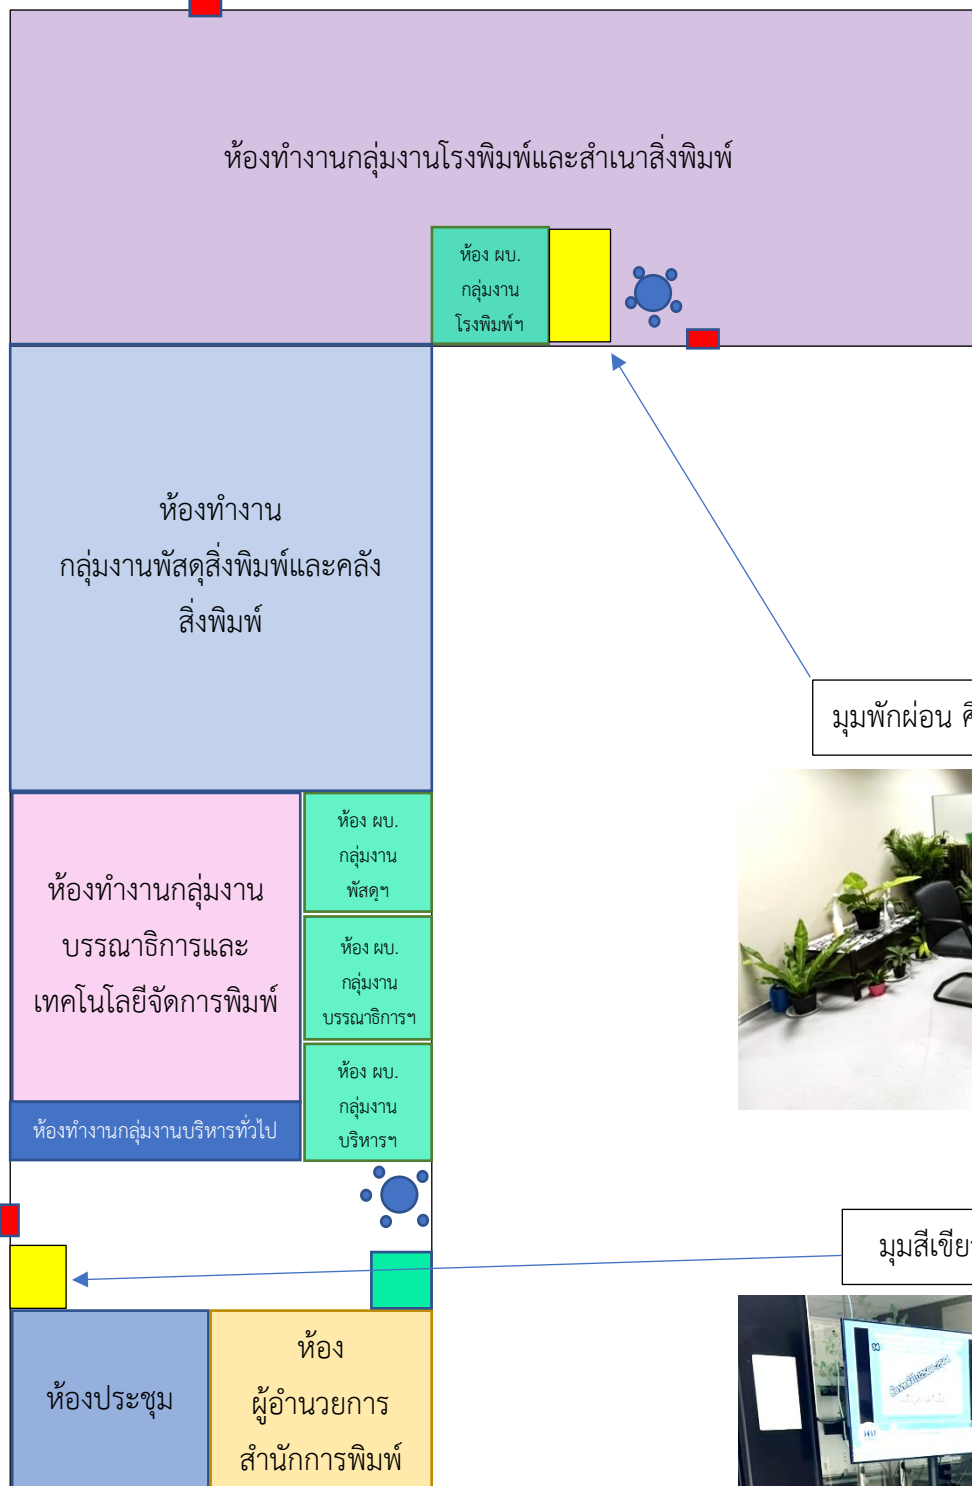 ห้องทำงานกลุ่มงานโรงพิมพ์และสำเนาสิ่งพิมพ์
ห้อง ผบ.
กลุ่มงาน
โรงพิมพ์ฯ
ห้องทำงาน
กลุ่มงานพัสดุสิ่งพิมพ์และคลัง
สิ่งพิมพ์
มุมพักผ่อน
ห้องทำงานกลุ่มงาน
บรรณาธิการและ
เทคโนโลยีจัดการพิมพ์
ห้อง ผบ.
กลุ่มงาน
พัสดุฯ
ห้อง ผบ.
กลุ่มงาน
บรรณาธิการฯ
ห้อง ผบ.
กลุ่มงาน
บริหารฯ
ห้องทำงานกลุ่มงานบริหารทั่วไป
มุมสีเขีย
ห้องประชุม
ห้อง
ผู้อำนวยการ
สำนักการพิมพ์